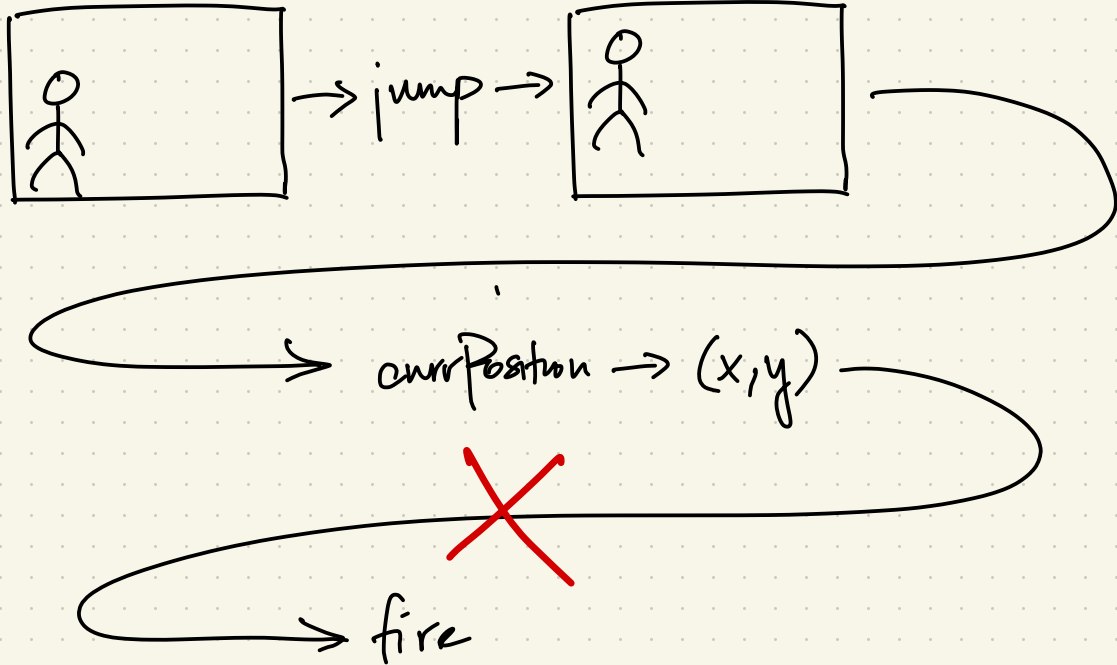 → jump →
currPosition → (x,y)
fire